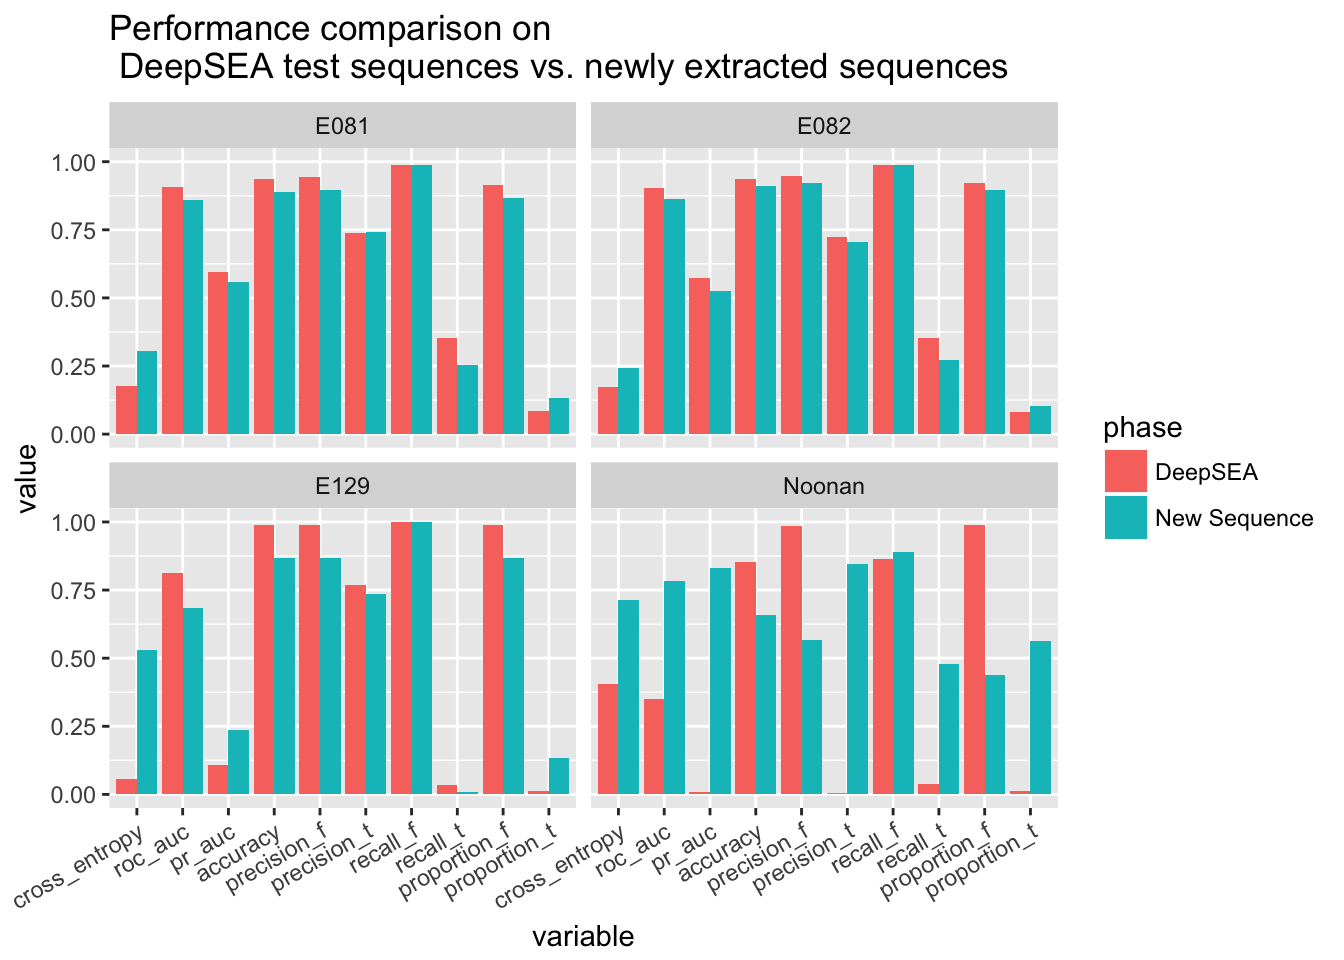 Performance comparison on
DeepSEA test sequences vs. newly extracted sequences
E081
E082
1.00
0.75
0.50
0.25
0.00
E129
Noonan
1.00
0.75
0.50
0.25
0.00
value
cross_entropy
roc_auc
pr_auc
accuracy
precision_f
precision_t
recall_f
recall_t
proportion_f
proportion_t
cross_entropy
roc_auc
pr_auc
accuracy
precision_f
precision_t
recall_f
recall_t
proportion_f
proportion_t
variable
phase
DeepSEA
New Sequence